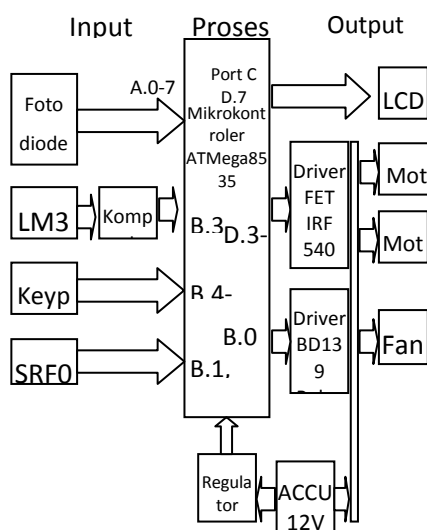 Input
Proses
Output
Foto
diode
A.0-7
Port C
D.7
Mikrokont
roler
ATMega85
35
LCD
LM3
Komp
B.3
D.3-
Driver
FET
IRF
540
Mot
Mot
Keyp
B.4-
B.0
Driver
BD13
9
Fan
SRF0
B.1,
Regula
tor
ACCU
12V